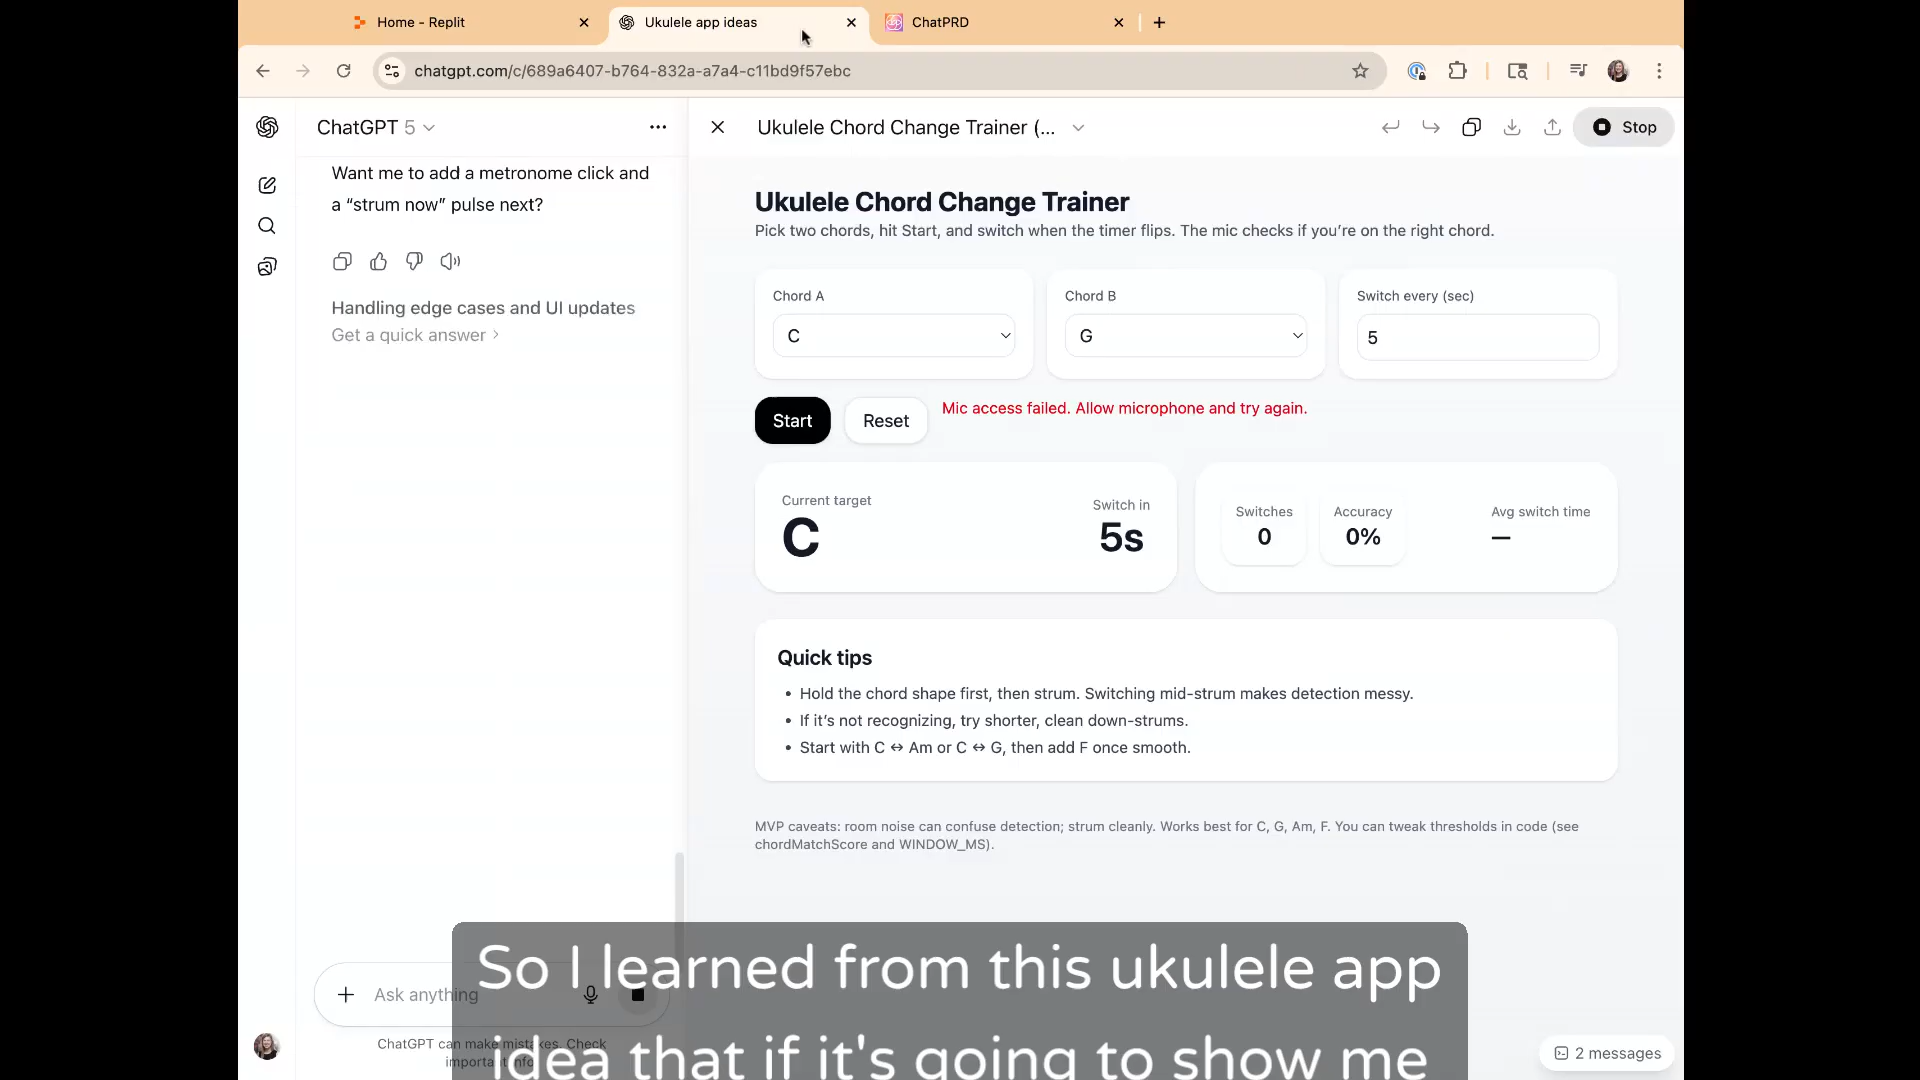 Home - Replit
Ukulele app ideas
ChatPRD
chatgpt.com/c/689a6407-b764-832a-a7a4-c11bd9f57ebc
ChatGPT 5
Ukulele Chord Change Trainer (...
Stop
Want me to add a metronome click and
a “strum now” pulse next?
Handling edge cases and UI updates
Get a quick answer
Ukulele Chord Change Trainer
Pick two chords, hit Start, and switch when the timer flips. The mic checks if you’re on the right chord.
Chord A
C
Chord B
G
Switch every (sec)
5
Start
Reset
Mic access failed. Allow microphone and try again.
Current target
C
Switch in
5s
Switches
0
Accuracy
0%
Avg switch time
—
Quick tips
• Hold the chord shape first, then strum. Switching mid-strum makes detection messy.
• If it’s not recognizing, try shorter, clean down-strums.
• Start with C ↔ Am or C ↔ G, then add F once smooth.
MVP caveats: room noise can confuse detection; strum cleanly. Works best for C, G, Am, F. You can tweak thresholds in code (see
chordMatchScore and WINDOW_MS).
Ask anything
ChatGPT can make mistakes. Check
important info
2 messages
So I learned from this ukulele app
idea that if it's going to show me